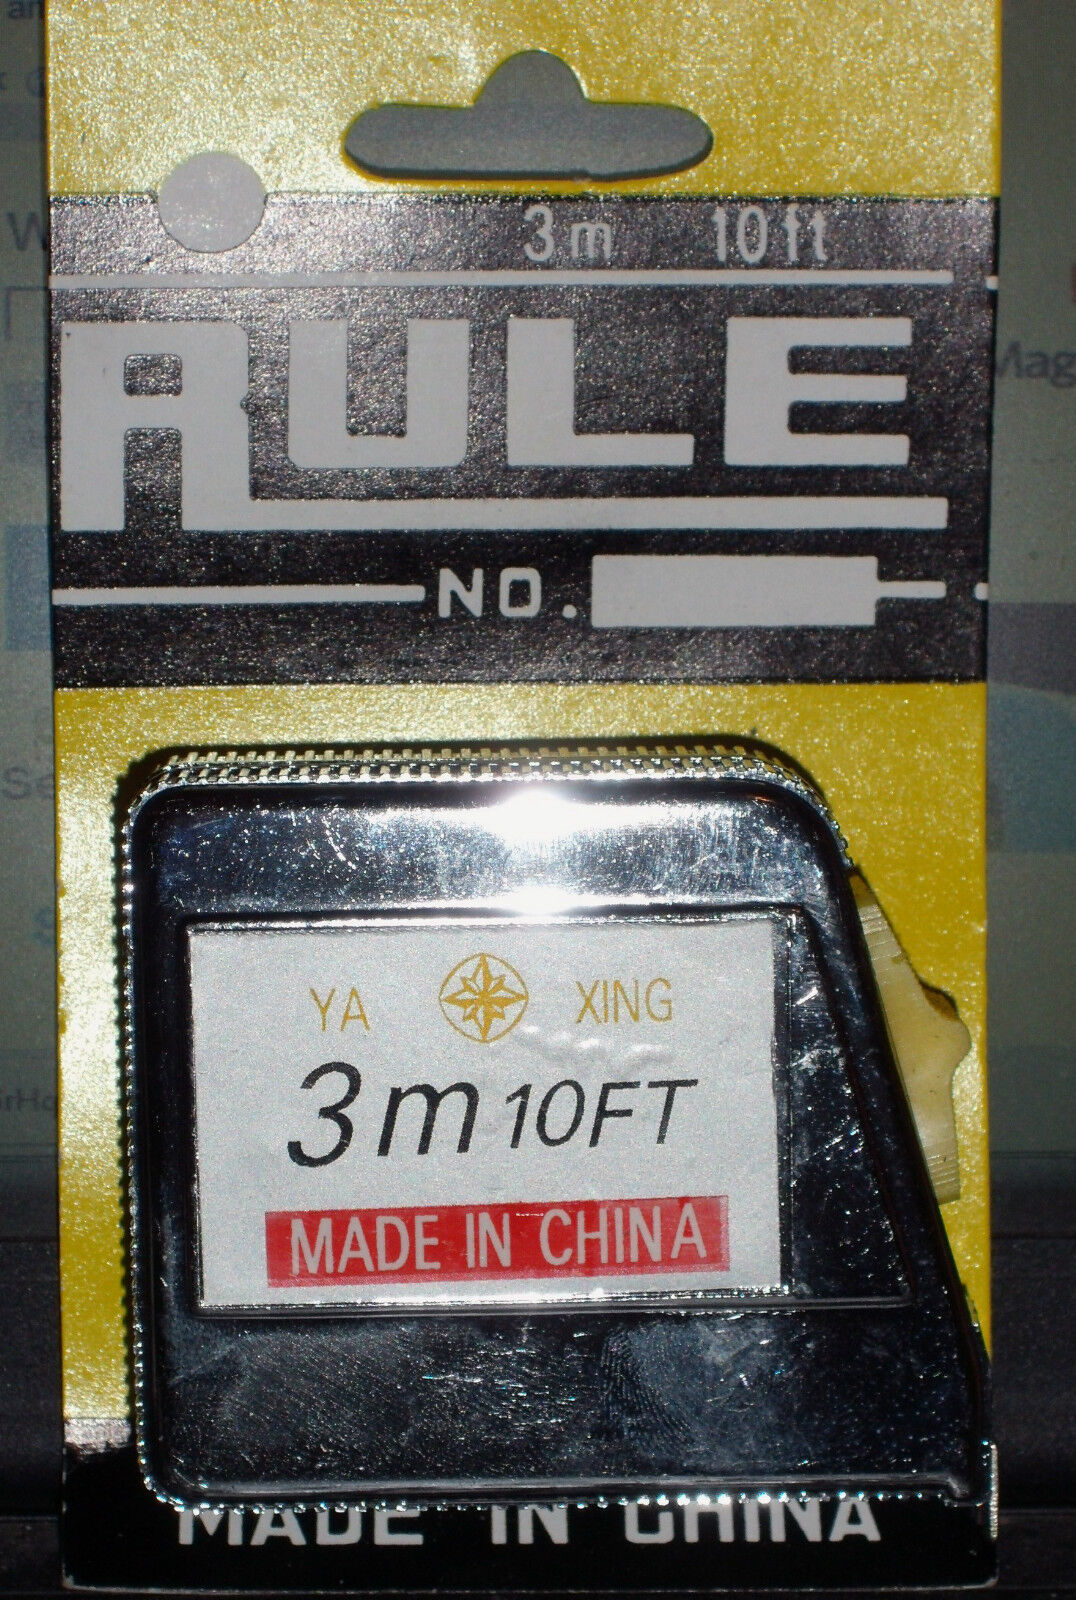 3m 10ft
RULE
NO.
YA XING
3m 10FT
MADE IN CHINA
MADE IN CHINA